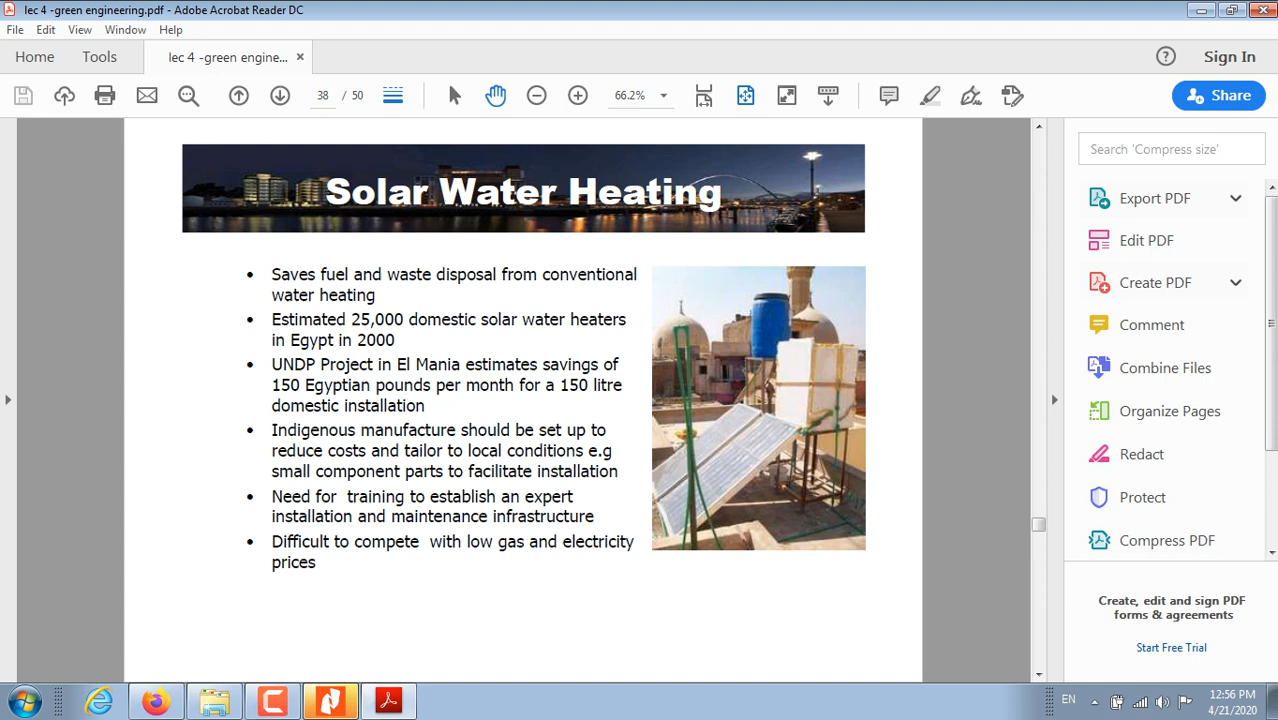 lec 4 -green engineering.pdf - Adobe Acrobat Reader DC
File Edit View Window Help
Home Tools lec 4 -green engine... × Sign In
38 / 50 66.2% Share
Search 'Compress size'
Solar Water Heating
• Saves fuel and waste disposal from conventional
water heating
• Estimated 25,000 domestic solar water heaters
in Egypt in 2000
• UNDP Project in El Mania estimates savings of
150 Egyptian pounds per month for a 150 litre
domestic installation
• Indigenous manufacture should be set up to
reduce costs and tailor to local conditions e.g
small component parts to facilitate installation
• Need for training to establish an expert
installation and maintenance infrastructure
• Difficult to compete with low gas and electricity
prices
Export PDF
Edit PDF
Create PDF
Comment
Combine Files
Organize Pages
Redact
Protect
Compress PDF
Create, edit and sign PDF
forms & agreements
Start Free Trial
EN 12:56 PM
4/21/2020